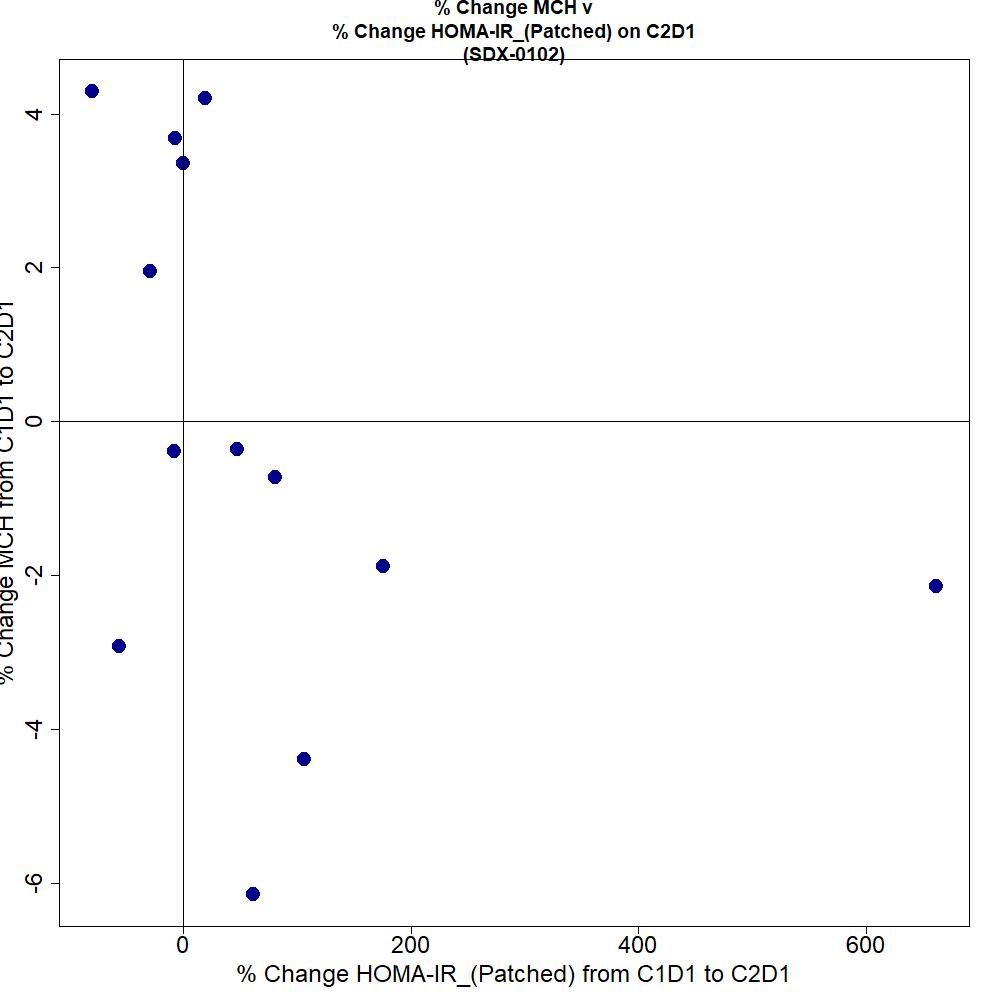 % Change MCH v
% Change HOMA-IR_(Patched) on C2D1
(SDX-0102)
% Change MCH from C1D1 to C2D1
4
2
0
-2
-4
-6
0
200
400
600
% Change HOMA-IR_(Patched) from C1D1 to C2D1